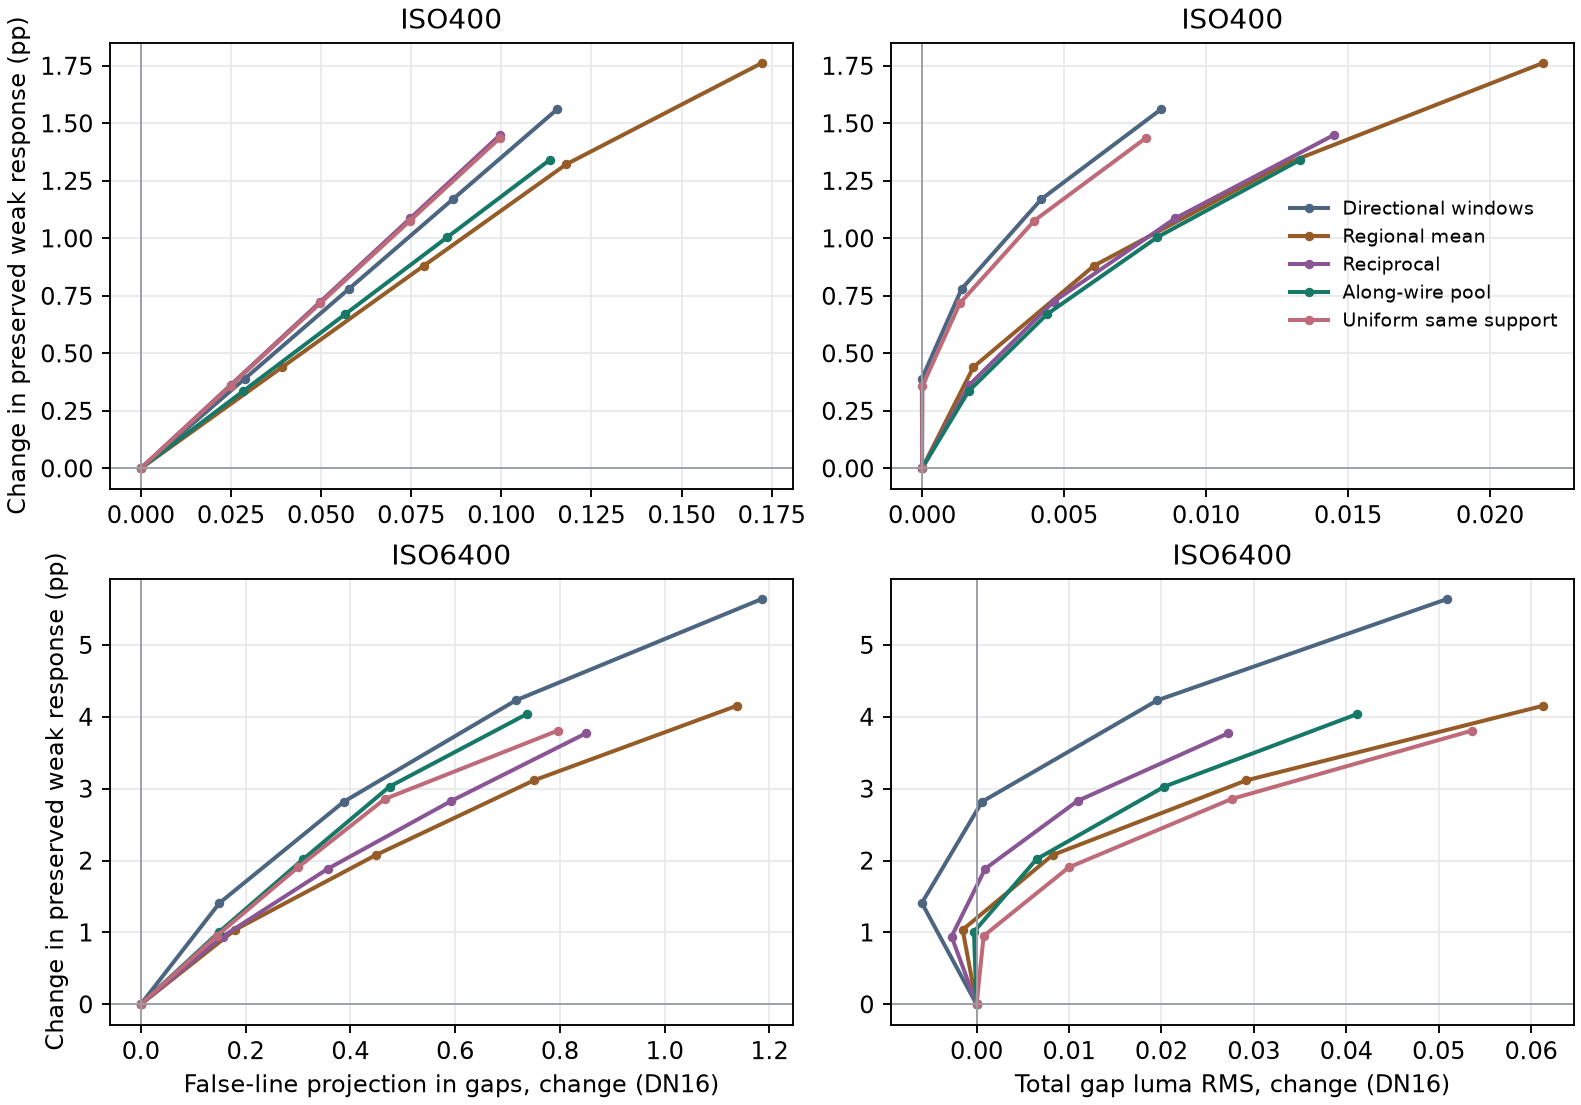 ISO400
Change in preserved weak response (pp)
1.75
1.50
1.25
1.00
0.75
0.50
0.25
0.00
0.000 0.025 0.050 0.075 0.100 0.125 0.150 0.175
ISO400
1.75
1.50
1.25
1.00
0.75
0.50
0.25
0.00
Directional windows
Regional mean
Reciprocal
Along-wire pool
Uniform same support
0.000 0.005 0.010 0.015 0.020
ISO6400
Change in preserved weak response (pp)
5
4
3
2
1
0
0.0 0.2 0.4 0.6 0.8 1.0 1.2
False-line projection in gaps, change (DN16)
ISO6400
5
4
3
2
1
0
0.00 0.01 0.02 0.03 0.04 0.05 0.06
Total gap luma RMS, change (DN16)